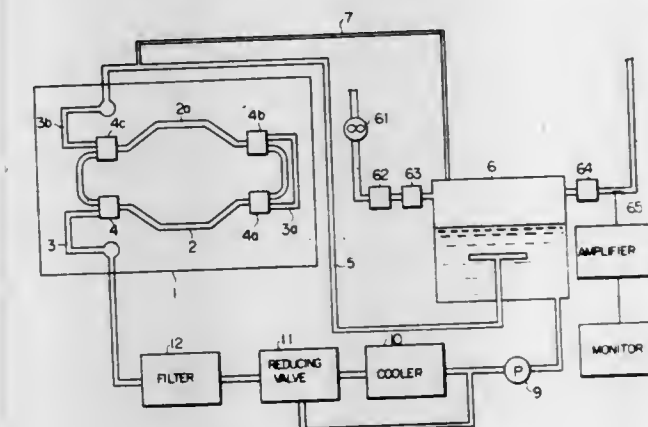 7
3b
4c
2a
4b
61
62
63
6
64
65
3
4
2
4a
3a
5
1
AMPLIFIER
12
FILTER
11
REDUCING
VALVE
10
COOLER
P
9
MONITOR